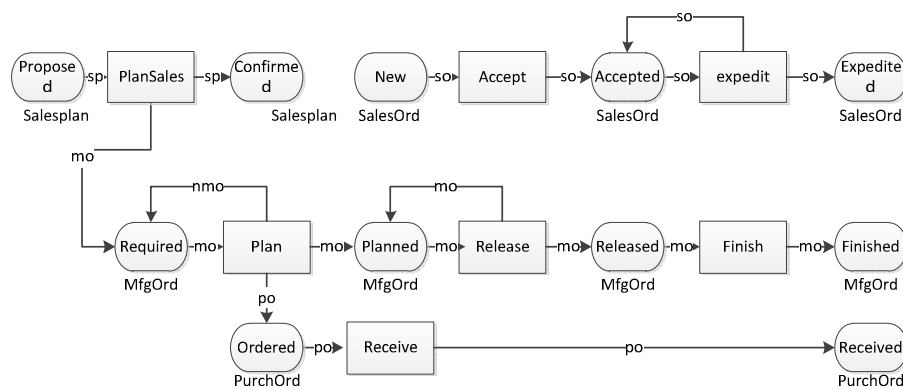 so
Propose
d
sp
PlanSales
sp
Confirme
d
New
so
Accept
so
Accepted
so
expedit
so
Expedite
d
Salesplan
Salesplan
SalesOrd
SalesOrd
SalesOrd
mo
nmo
mo
Required
mo
Plan
mo
Planned
mo
Release
mo
Released
mo
Finish
mo
Finished
MfgOrd
MfgOrd
MfgOrd
MfgOrd
po
Ordered
po
Receive
po
Received
PurchOrd
PurchOrd